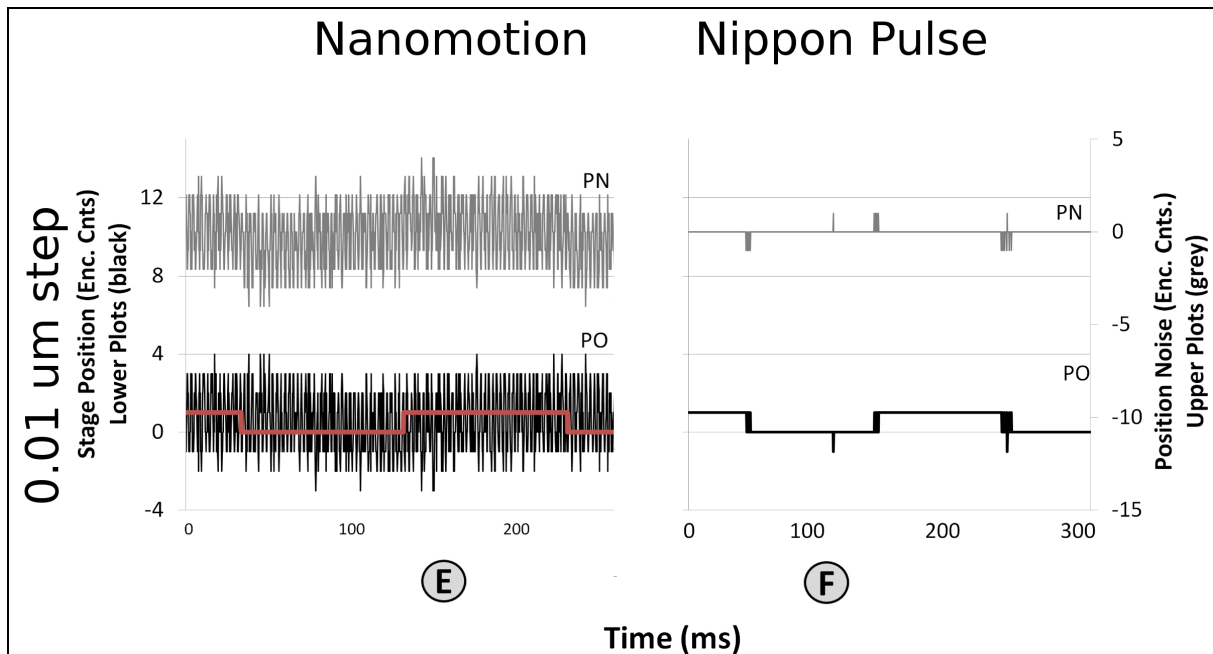 Nanomotion
Nippon Pulse
0.01 um step
Stage Position (Enc. Cnts)
Lower Plots (black)
12
8
4
0
-4
PN
PO
0
100
200
E
PN
PO
0
100
200
300
F
5
0
-5
-10
-15
Position Noise (Enc. Cnts.)
Upper Plots (grey)
Time (ms)